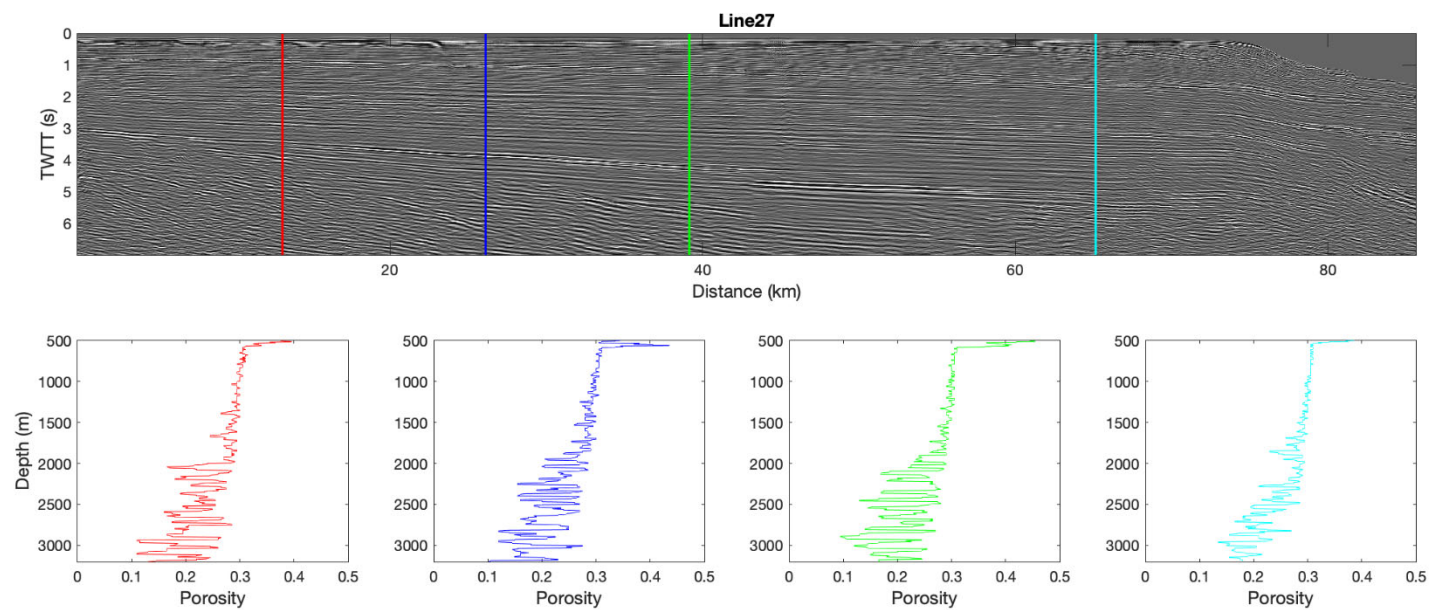 Line27
0
1
2
3
4
5
6
TWTT (s)
20 40 60 80
Distance (km)
500 500 500 500
1000 1000 1000 1000
1500 1500 1500 1500
2000 2000 2000 2000
2500 2500 2500 2500
3000 3000 3000 3000
Depth (m)
0 0.1 0.2 0.3 0.4 0.5 0 0.1 0.2 0.3 0.4 0.5 0 0.1 0.2 0.3 0.4 0.5 0 0.1 0.2 0.3 0.4 0.5
Porosity Porosity Porosity Porosity